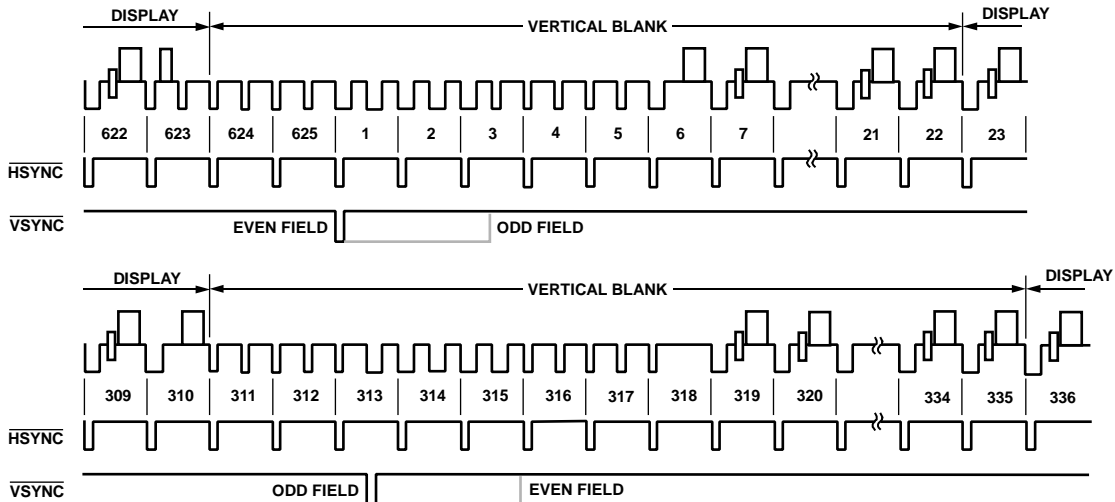 DISPLAY VERTICAL BLANK DISPLAY
622 623 624 625 1 2 3 4 5 6 7 21 22 23
HSYNC
VSYNC EVEN FIELD ODD FIELD
DISPLAY VERTICAL BLANK DISPLAY
309 310 311 312 313 314 315 316 317 318 319 320 334 335 336
HSYNC
VSYNC ODD FIELD EVEN FIELD